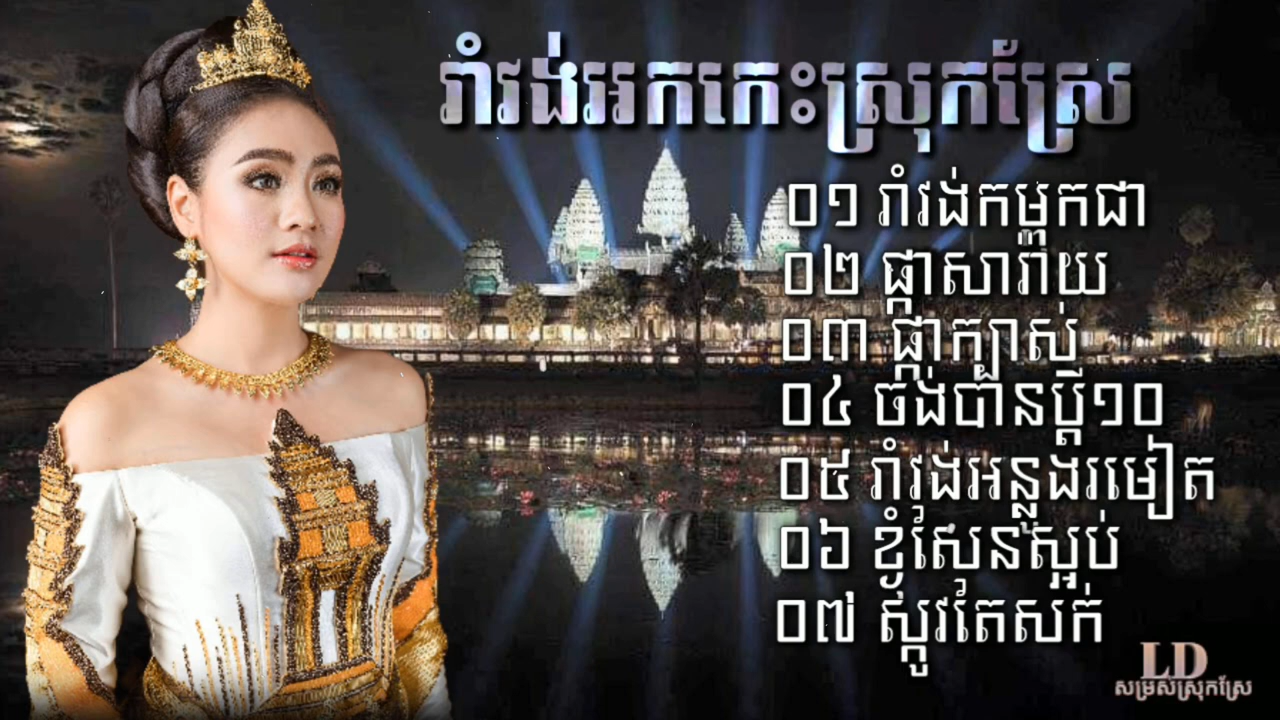 រាំវង់អកកេះស្រុកស្រែ
០១ រាំវង់កម្ពុកជា
០២ ផ្កាសារ៉ាយ
០៣ ផ្កាក្បាស់
០៤ ចង់បានប្ដី១០
០៥ រាំវង់អន្លួងរមៀត
០៦ ខ្ញុំសែនស្អប់
០៧ ស្កូវតែសក់
LD
សម្រស់ស្រុកស្រែ